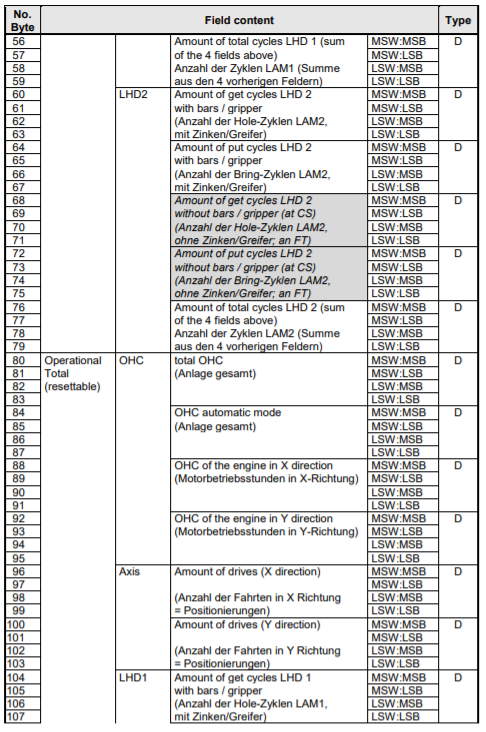 No. Byte Field content Type
56 Amount of total cycles LHD 1 (sum MSW:MSB D
57 of the 4 fields above) MSW:LSB
58 Anzahl der Zyklen LAM1 (Summe LSW:MSB
59 aus den 4 vorherigen Feldern) LSW:LSB
60 LHD2 Amount of get cycles LHD 2 MSW:MSB D
61 with bars / gripper MSW:LSB
62 (Anzahl der Hole-Zyklen LAM2, LSW:MSB
63 mit Zinken/Greifer) LSW:LSB
64 Amount of put cycles LHD 2 MSW:MSB D
65 with bars / gripper MSW:LSB
66 (Anzahl der Bring-Zyklen LAM2, LSW:MSB
67 mit Zinken/Greifer) LSW:LSB
68 Amount of get cycles LHD 2 MSW:MSB D
69 without bars / gripper (at CS) MSW:LSB
70 (Anzahl der Hole-Zyklen LAM2, LSW:MSB
71 ohne Zinken/Greifer; an FT) LSW:LSB
72 Amount of put cycles LHD 2 MSW:MSB D
73 without bars / gripper (at CS) MSW:LSB
74 (Anzahl der Bring-Zyklen LAM2, LSW:MSB
75 ohne Zinken/Greifer; an FT) LSW:LSB
76 Amount of total cycles LHD 2 (sum MSW:MSB D
77 of the 4 fields above) MSW:LSB
78 Anzahl der Zyklen LAM2 (Summe LSW:MSB
79 aus den 4 vorherigen Feldern) LSW:LSB
80 Operational OHC total OHC MSW:MSB D
81 Total (Anlage gesamt) MSW:LSB
82 (resettable) LSW:MSB
83 LSW:LSB
84 OHC automatic mode MSW:MSB D
85 (Anlage gesamt) MSW:LSB
86 LSW:MSB
87 LSW:LSB
88 OHC of the engine in X direction MSW:MSB D
89 (Motorbetriebsstunden in X-Richtung) MSW:LSB
90 LSW:MSB
91 LSW:LSB
92 OHC of the engine in Y direction MSW:MSB D
93 (Motorbetriebsstunden in Y-Richtung) MSW:LSB
94 LSW:MSB
95 LSW:LSB
96 Axis Amount of drives (X direction) MSW:MSB D
97 MSW:LSB
98 (Anzahl der Fahrten in X Richtung LSW:MSB
99 = Positionierungen) LSW:LSB
100 Amount of drives (Y direction) MSW:MSB D
101 MSW:LSB
102 (Anzahl der Fahrten in Y Richtung LSW:MSB
103 = Positionierungen) LSW:LSB
104 LHD1 Amount of get cycles LHD 1 MSW:MSB D
105 with bars / gripper MSW:LSB
106 (Anzahl der Hole-Zyklen LAM1, LSW:MSB
107 mit Zinken/Greifer) LSW:LSB